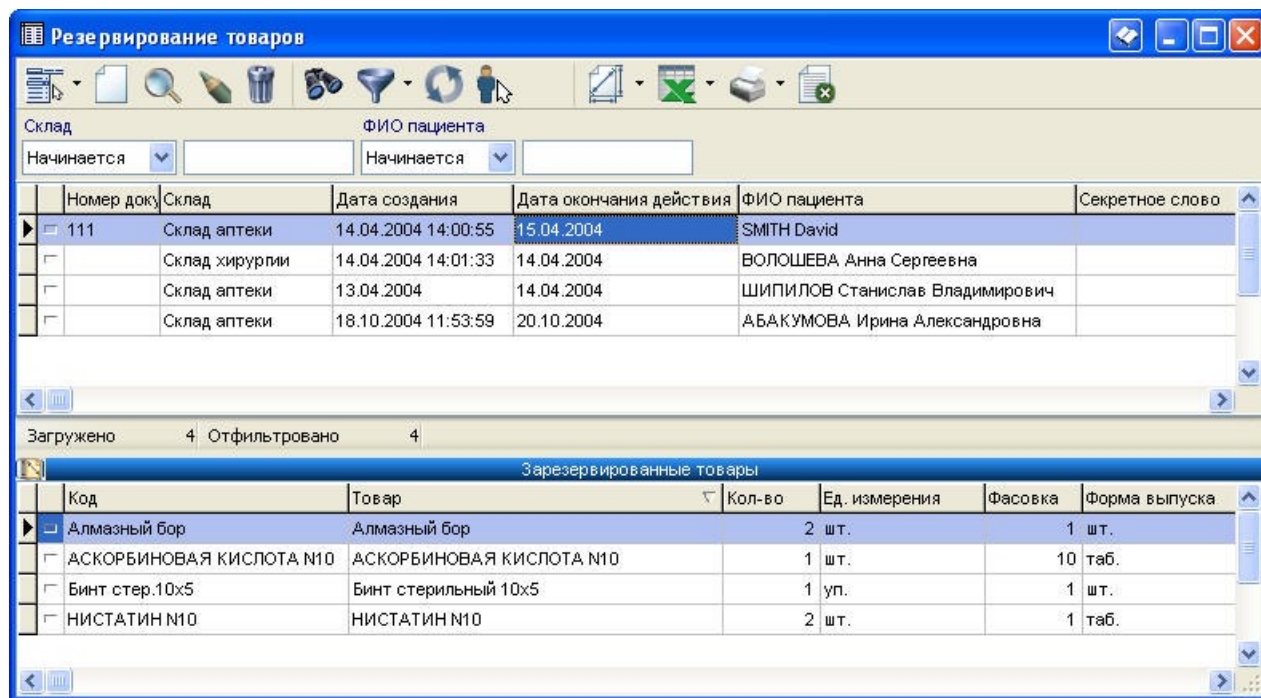 Резервирование товаров
Склад ФИО пациента
Начинается Начинается
Номер доку Склад Дата создания Дата окончания действия ФИО пациента Секретное слово
111 Склад аптеки 14.04.2004 14:00:55 15.04.2004 SMITH David
Склад хирургии 14.04.2004 14:01:33 14.04.2004 ВОЛОШЕВА Анна Сергеевна
Склад аптеки 13.04.2004 14.04.2004 ШИПИЛОВ Станислав Владимирович
Склад аптеки 18.10.2004 11:53:59 20.10.2004 АБАКУМОВА Ирина Александровна
Загружено 4 Отфильтровано 4
Зарезервированные товары
Код Товар Кол-во Ед. измерения Фасовка Форма выпуска
Алмазный бор Алмазный бор 2 шт. 1 шт.
АСКОРБИНОВАЯ КИСЛОТА N10 АСКОРБИНОВАЯ КИСЛОТА N10 1 шт. 10 таб.
Бинт стер.10x5 Бинт стерильный 10x5 1 уп. 1 шт.
НИСТАТИН N10 НИСТАТИН N10 2 шт. 1 таб.